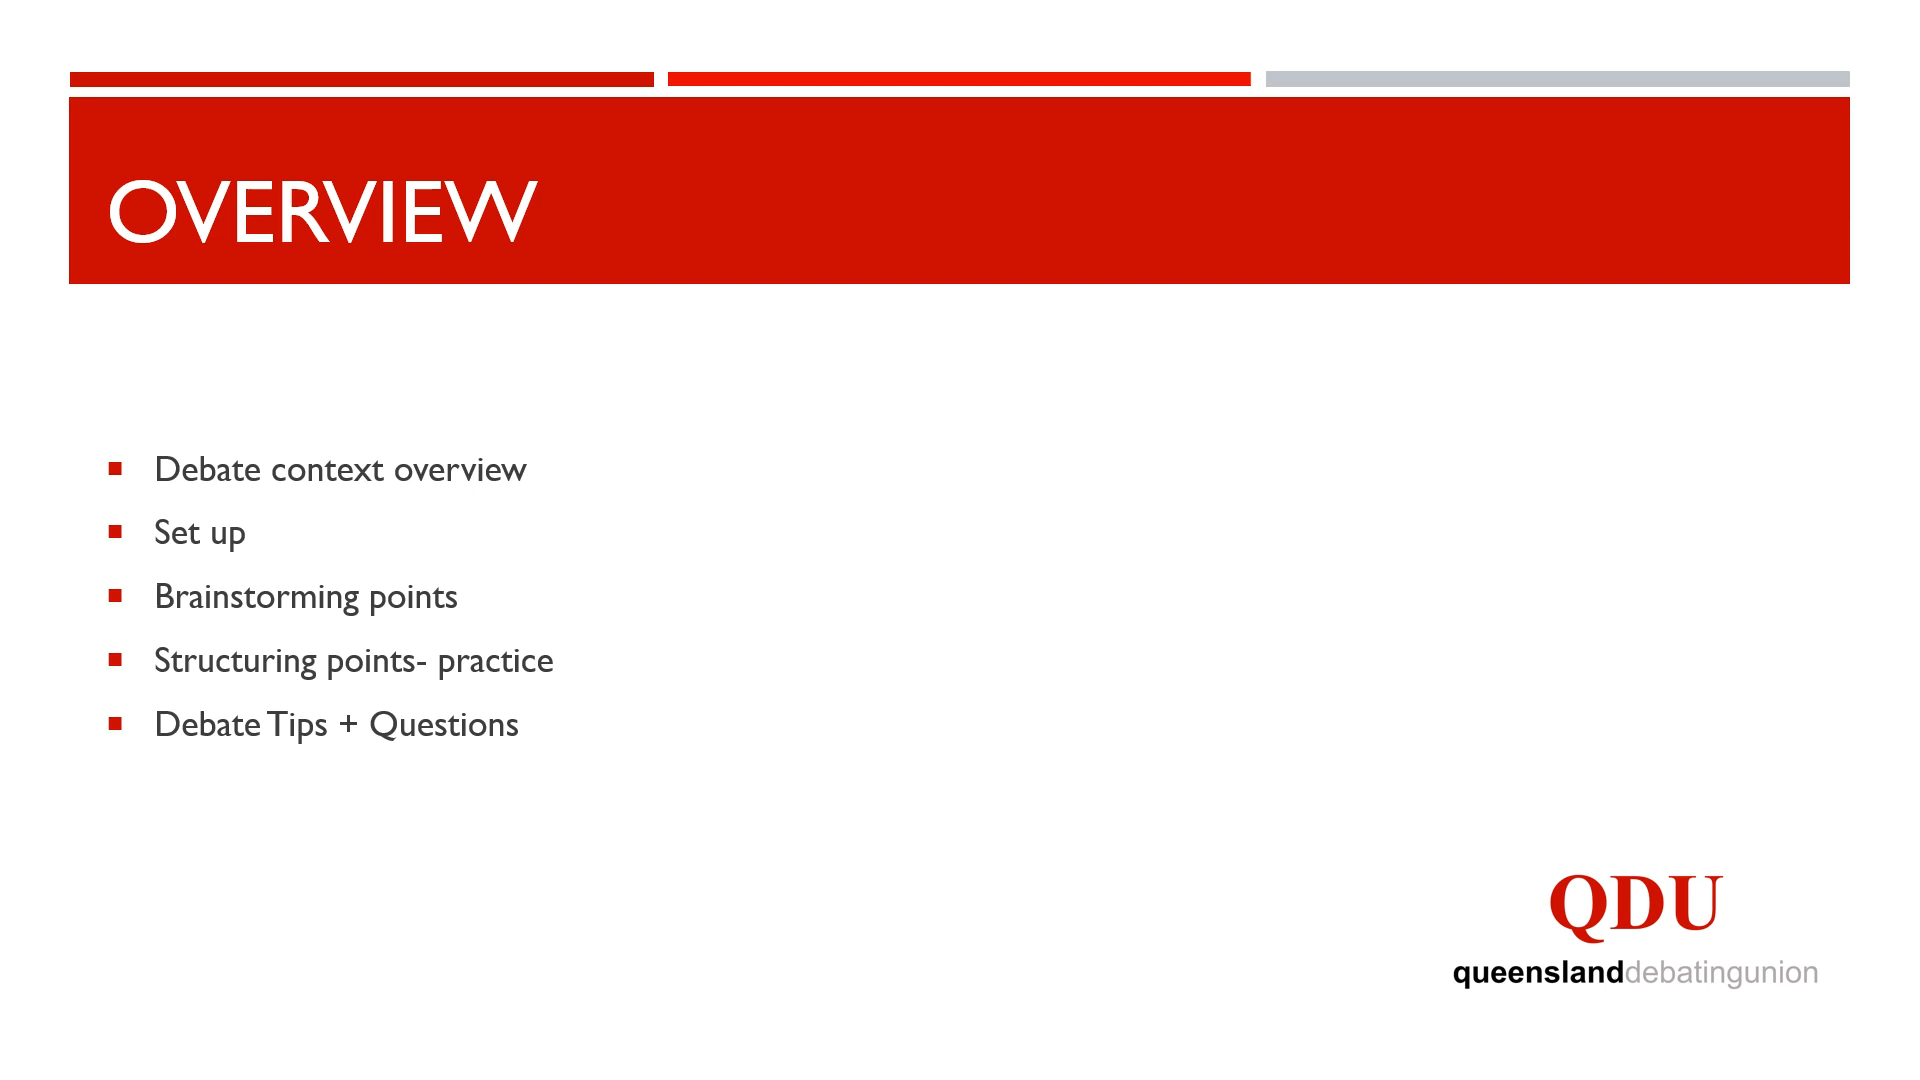 OVERVIEW
Debate context overview
Set up
Brainstorming points
Structuring points- practice
Debate Tips + Questions
QDU
queenslanddebatingunion